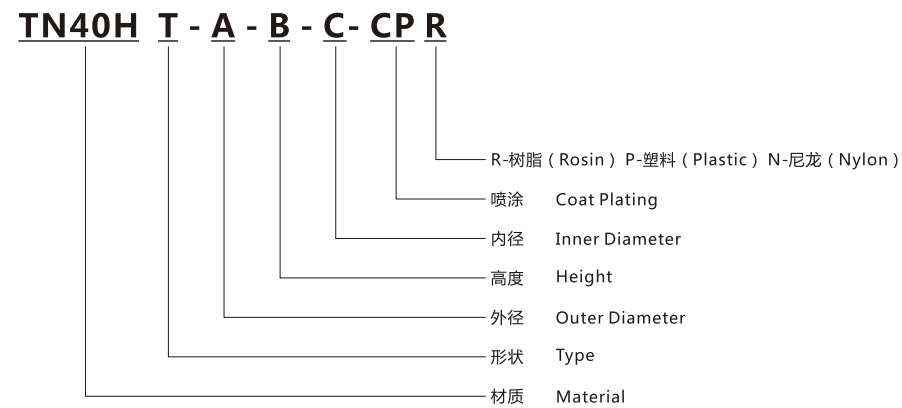 TN40H T - A - B - C- CP R
R-树脂（Rosin） P-塑料（Plastic） N-尼龙（Nylon）
喷涂 Coat Plating
内径 Inner Diameter
高度 Height
外径 Outer Diameter
形状 Type
材质 Material